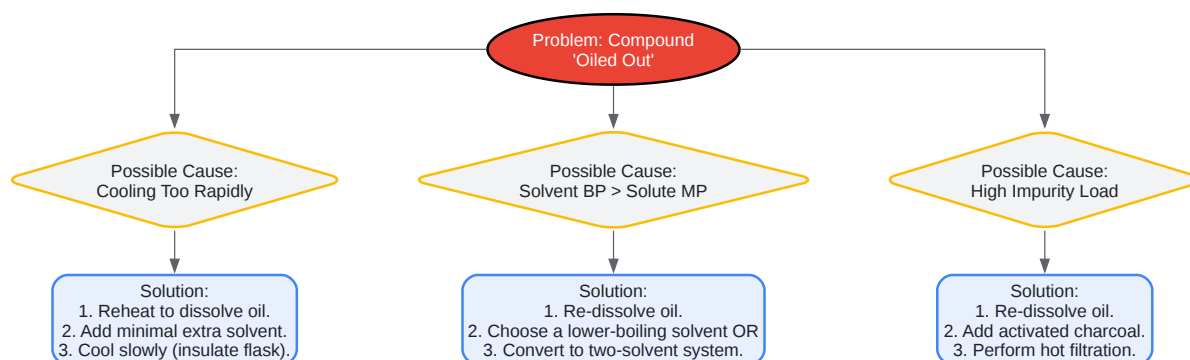 Problem: Compound
'Oiled Out'
Possible Cause:
Cooling Too Rapidly
Possible Cause:
Solvent BP > Solute MP
Possible Cause:
High Impurity Load
Solution:
1. Reheat to dissolve oil.
2. Add minimal extra solvent.
3. Cool slowly (insulate flask).
Solution:
1. Re-dissolve oil.
2. Choose a lower-boiling solvent OR
3. Convert to two-solvent system.
Solution:
1. Re-dissolve oil.
2. Add activated charcoal.
3. Perform hot filtration.